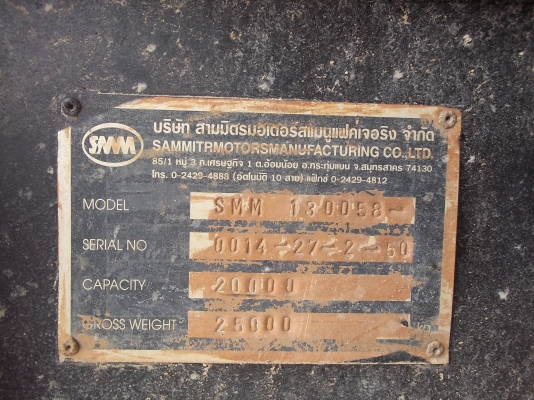 SMM
บริษัท สามมิตรมอเตอร์สแมนูแฟคเจอริง จำกัด
SAMMITRMOTORSMANUFACTURING CO.,LTD.
85/1 หมู่ 3 ถ.เศรษฐกิจ 1 ต.อ้อมน้อย อ.กระทุ่มแบน จ.สมุทรสาคร 74130
โทร. 0-2429-4888 (อัตโนมัติ 10 สาย) แฟ็กซ์ 0-2429-4812
MODEL SMM 130058-
SERIAL NO 0014-27-2-50
CAPACITY 20000
GROSS WEIGHT 25000 KG.